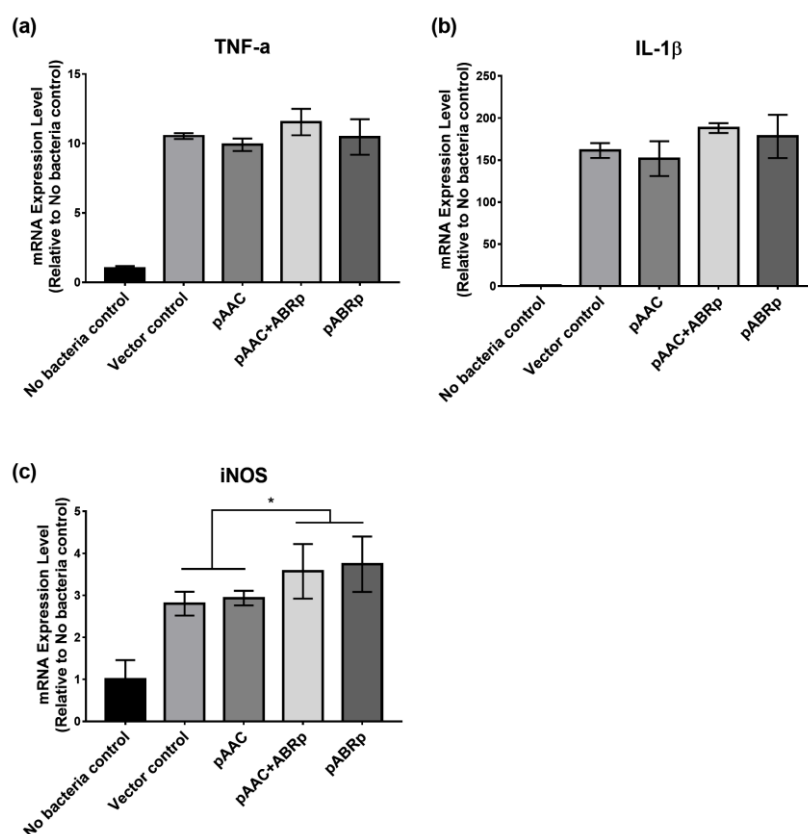 (a)
TNF-a
mRNA Expression Level
(Relative to No bacteria control)
15
10
5
0
No bacteria control
Vector control
pAAC
pAAC+ABRp
pABRp
(b)
IL-1β
mRNA Expression Level
(Relative to No bacteria control)
250
200
150
100
50
0
No bacteria control
Vector control
pAAC
pAAC+ABRp
pABRp
(c)
iNOS
mRNA Expression Level
(Relative to No bacteria control)
*
6
5
4
3
2
1
0
No bacteria control
Vector control
pAAC
pAAC+ABRp
pABRp